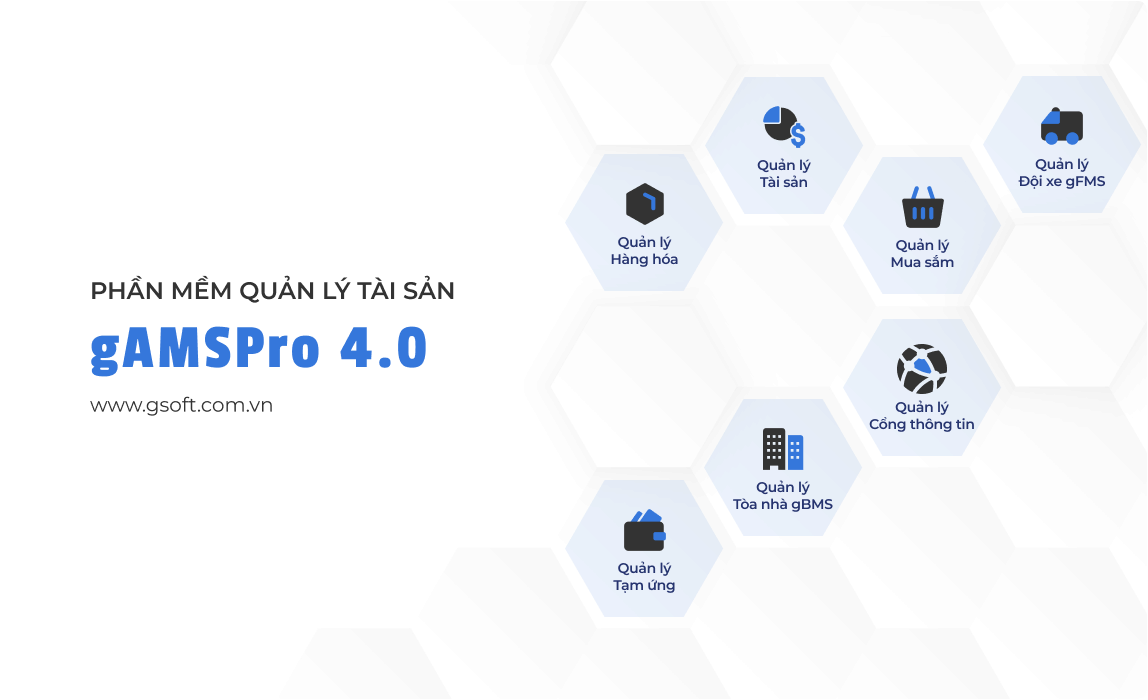 PHẦN MỀM QUẢN LÝ TÀI SẢN
gAMSPro 4.0
www.gsoft.com.vn
Quản lý
Hàng hóa
Quản lý
Tài sản
Quản lý
Mua sắm
Quản lý
Đội xe gFMS
Quản lý
Cổng thông tin
Quản lý
Tòa nhà gBMS
Quản lý
Tạm ứng